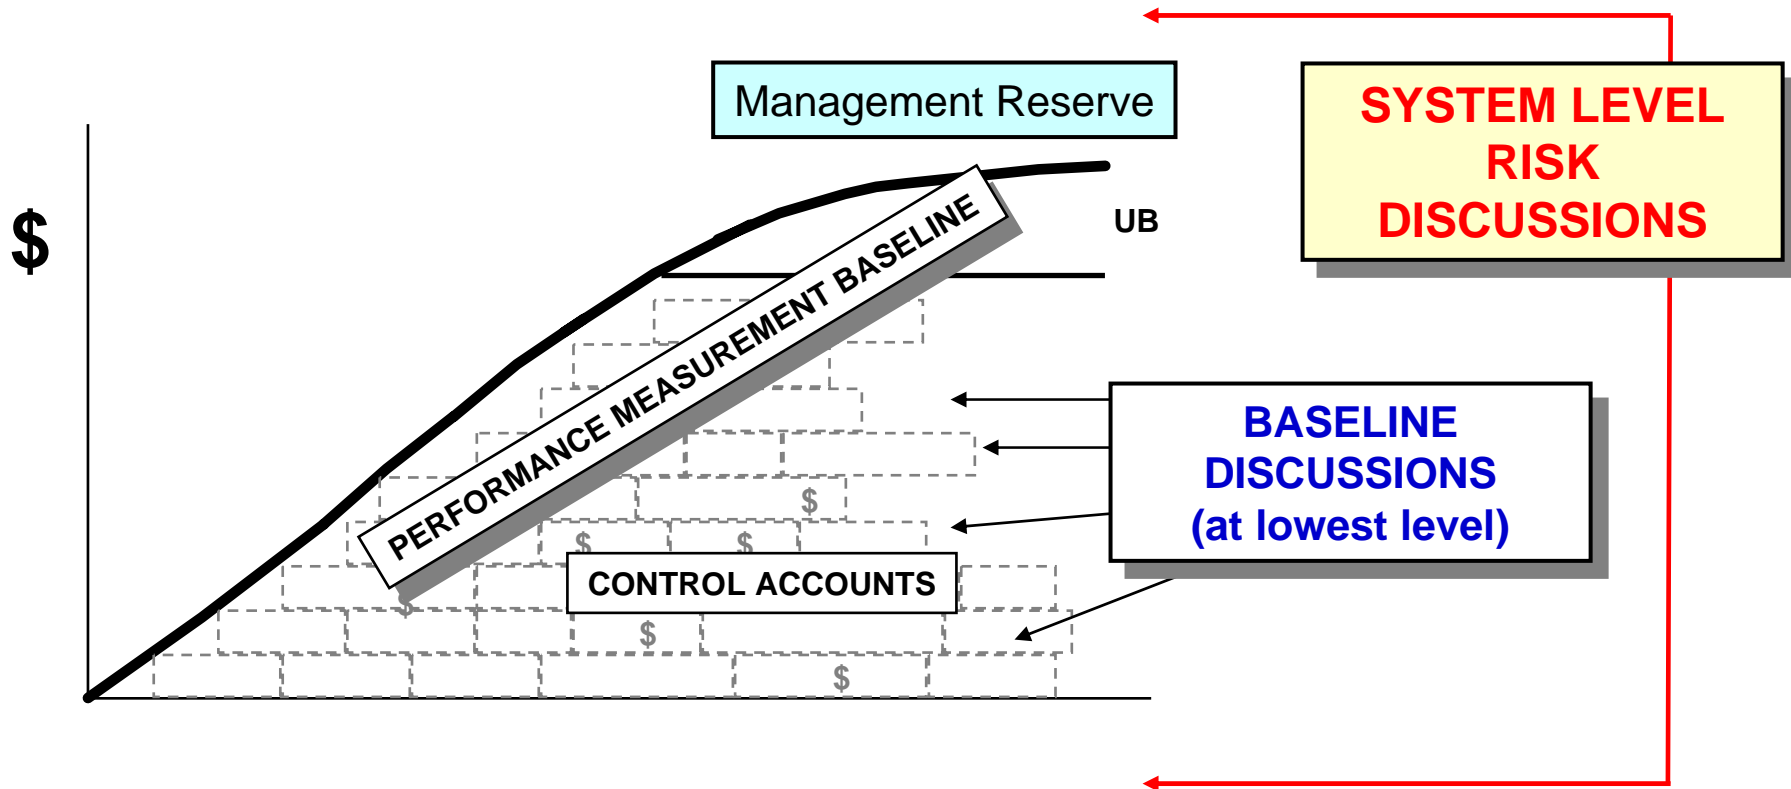 Management Reserve
SYSTEM LEVEL
RISK
DISCUSSIONS
$
UB
PERFORMANCE MEASUREMENT BASELINE
BASELINE
DISCUSSIONS
(at lowest level)
$
$ $
CONTROL ACCOUNTS
$
$
$